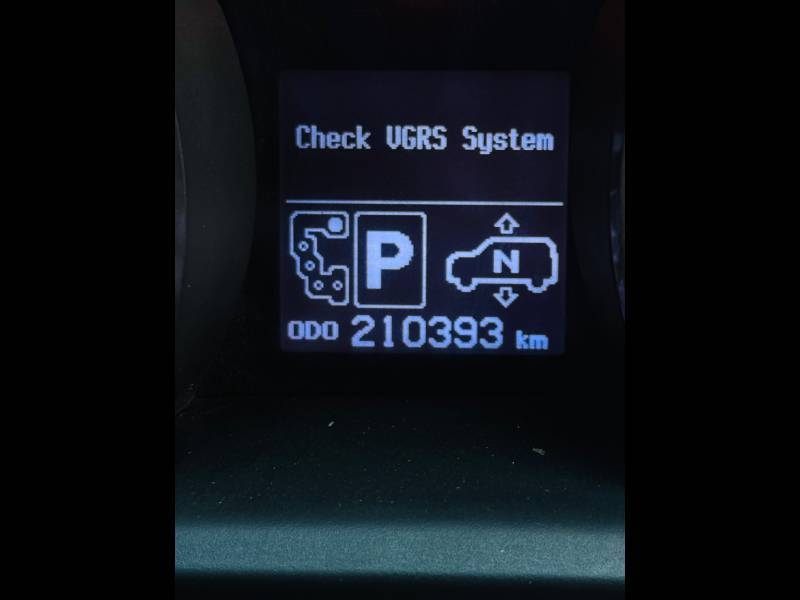 Check VGRS System
P N
ODO 210393 km